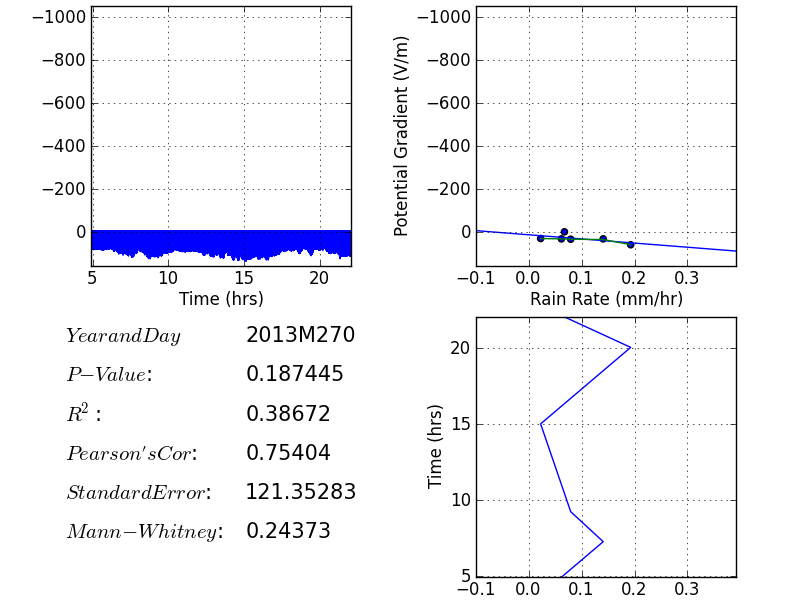 −1000
−800
−600
−400
−200
0
5 10 15 20
Time (hrs)
Potential Gradient (V/m)
−1000
−800
−600
−400
−200
0
−0.1 0.0 0.1 0.2 0.3
Rain Rate (mm/hr)
YearandDay 2013M270
P−Value: 0.187445
R²: 0.38672
Pearson'sCor: 0.75404
StandardError: 121.35283
Mann−Whitney: 0.24373
Time (hrs)
20
15
10
5
−0.1 0.0 0.1 0.2 0.3